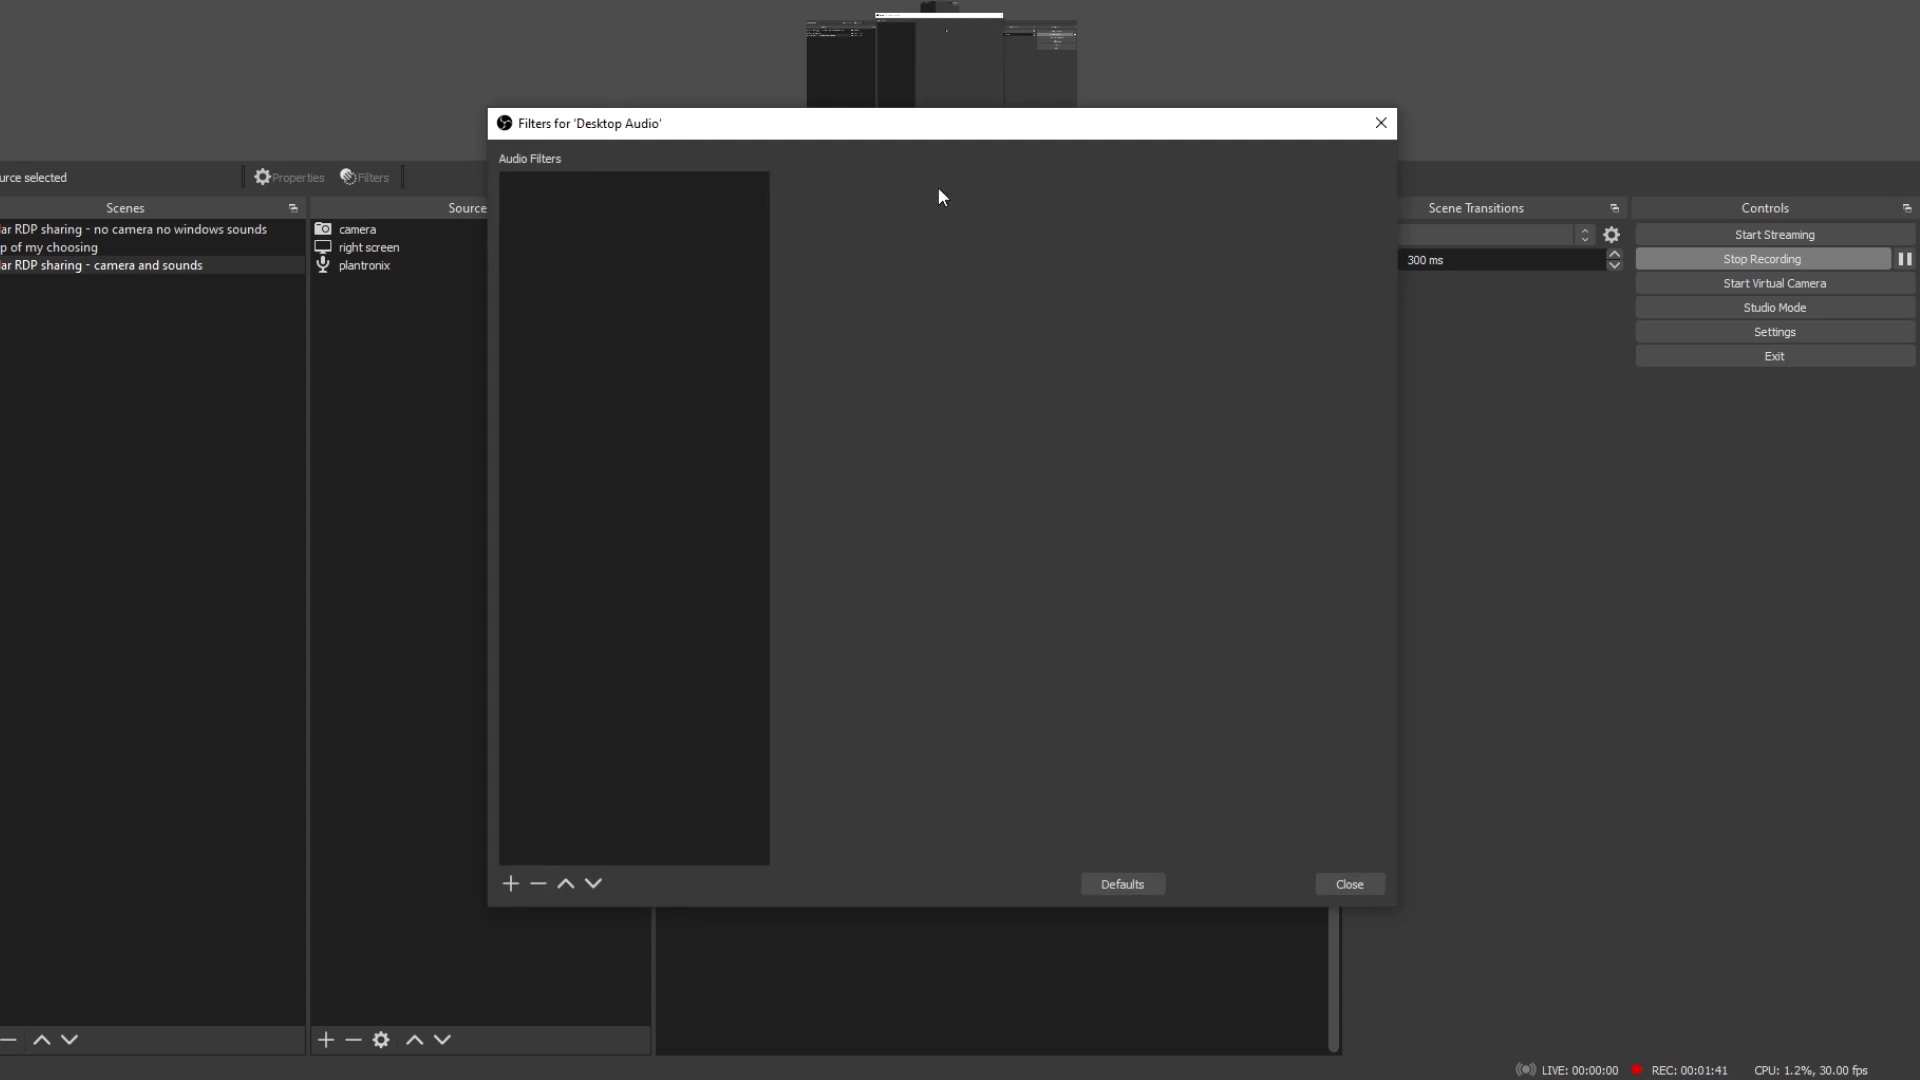 Filters for 'Desktop Audio'
Audio Filters
urce selected
Properties
Filters
Scenes
Source
Scene Transitions
Controls
ar RDP sharing - no camera no windows sounds
p of my choosing
ar RDP sharing - camera and sounds
camera
right screen
plantronix
300 ms
Start Streaming
Stop Recording
Start Virtual Camera
Studio Mode
Settings
Exit
Defaults
Close
LIVE: 00:00:00
REC: 00:01:41
CPU: 1.2%, 30.00 fps